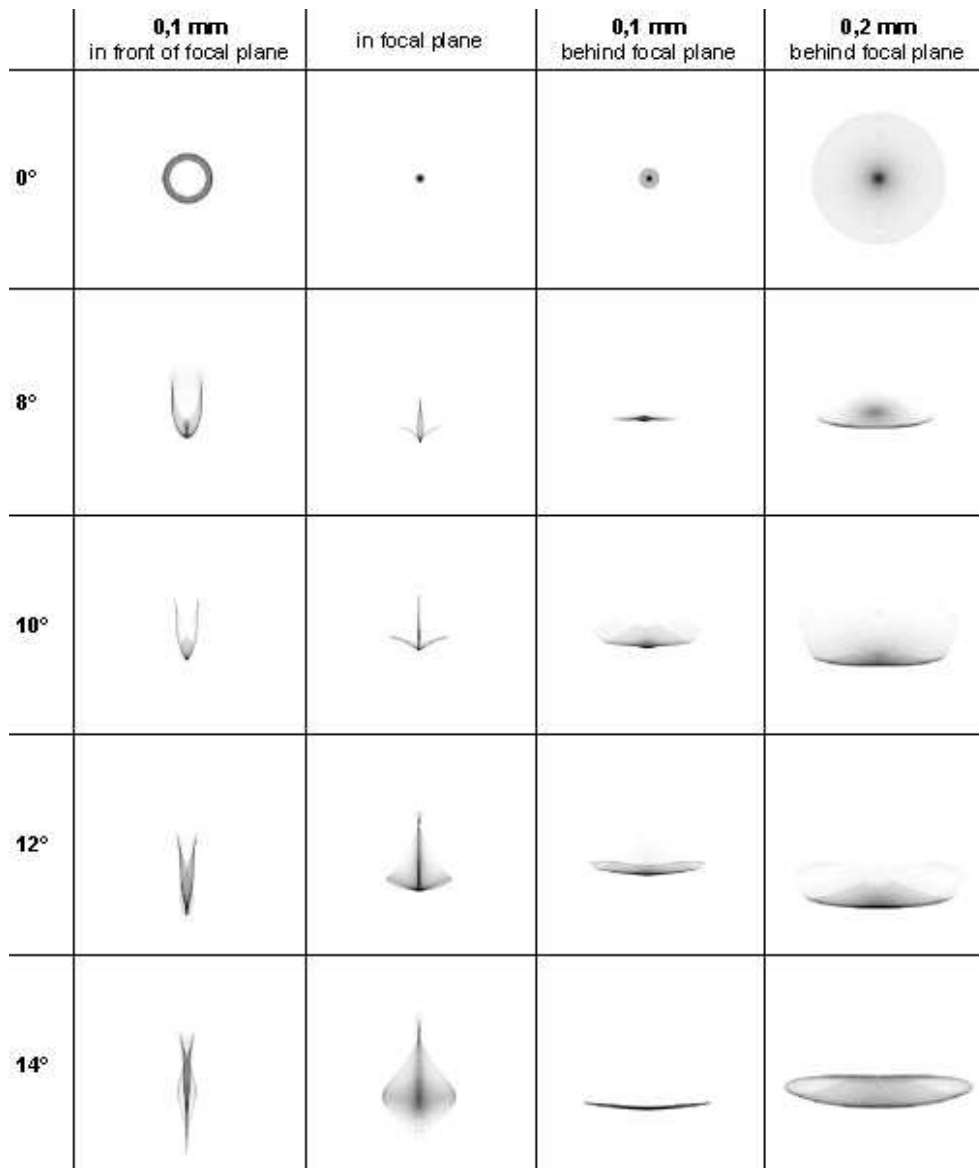 0,1 mm
in front of focal plane
in focal plane
0,1 mm
behind focal plane
0,2 mm
behind focal plane
0°
8°
10°
12°
14°